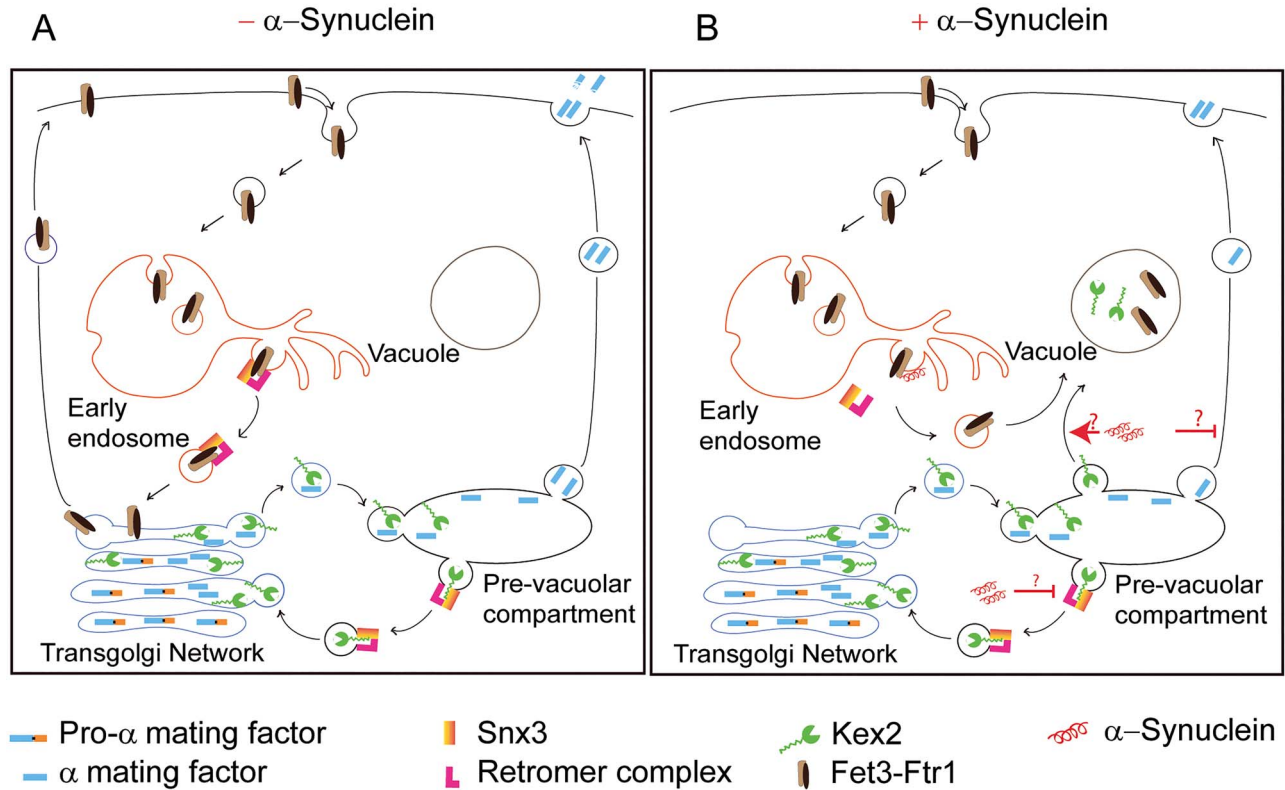 A
− α−Synuclein
Vacuole
Early
endosome
Pre-vacuolar
compartment
Transgolgi Network
B
+ α−Synuclein
Vacuole
Early
endosome
?
?
?
Pre-vacuolar
compartment
Transgolgi Network
Pro-α mating factor
α mating factor
Snx3
Retromer complex
Kex2
Fet3-Ftr1
α−Synuclein